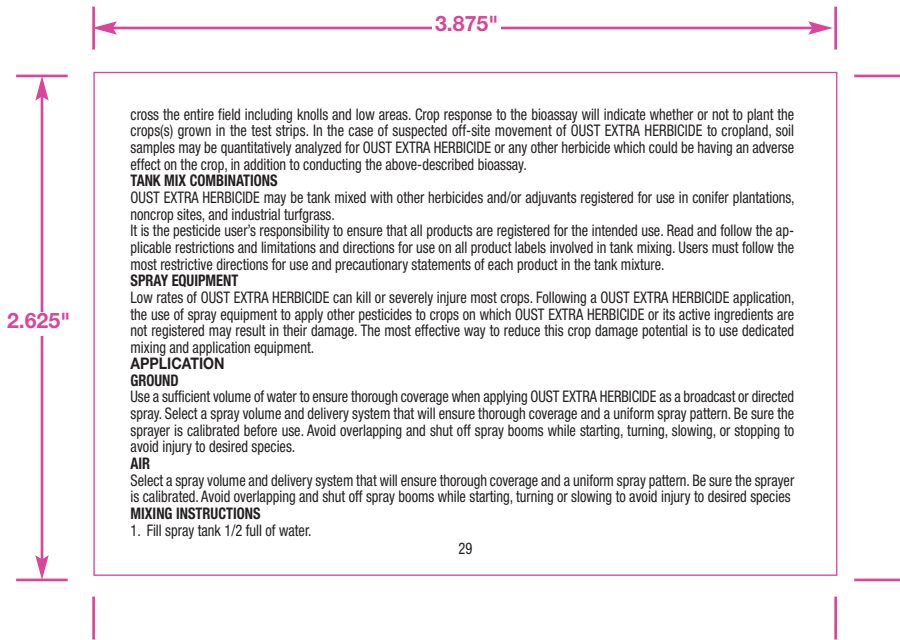 3.875"
2.625"
cross the entire field including knolls and low areas. Crop response to the bioassay will indicate whether or not to plant the
crops(s) grown in the test strips. In the case of suspected off-site movement of OUST EXTRA HERBICIDE to cropland, soil
samples may be quantitatively analyzed for OUST EXTRA HERBICIDE or any other herbicide which could be having an adverse
effect on the crop, in addition to conducting the above-described bioassay.
TANK MIX COMBINATIONS
OUST EXTRA HERBICIDE may be tank mixed with other herbicides and/or adjuvants registered for use in conifer plantations,
noncrop sites, and industrial turfgrass.
It is the pesticide user's responsibility to ensure that all products are registered for the intended use. Read and follow the ap-
plicable restrictions and limitations and directions for use on all product labels involved in tank mixing. Users must follow the
most restrictive directions for use and precautionary statements of each product in the tank mixture.
SPRAY EQUIPMENT
Low rates of OUST EXTRA HERBICIDE can kill or severely injure most crops. Following a OUST EXTRA HERBICIDE application,
the use of spray equipment to apply other pesticides to crops on which OUST EXTRA HERBICIDE or its active ingredients are
not registered may result in their damage. The most effective way to reduce this crop damage potential is to use dedicated
mixing and application equipment.
APPLICATION
GROUND
Use a sufficient volume of water to ensure thorough coverage when applying OUST EXTRA HERBICIDE as a broadcast or directed
spray. Select a spray volume and delivery system that will ensure thorough coverage and a uniform spray pattern. Be sure the
sprayer is calibrated before use. Avoid overlapping and shut off spray booms while starting, turning, slowing, or stopping to
avoid injury to desired species.
AIR
Select a spray volume and delivery system that will ensure thorough coverage and a uniform spray pattern. Be sure the sprayer
is calibrated. Avoid overlapping and shut off spray booms while starting, turning or slowing to avoid injury to desired species
MIXING INSTRUCTIONS
1. Fill spray tank 1/2 full of water.
29